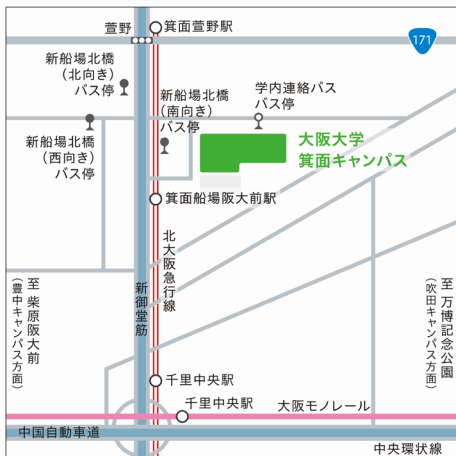 萱野
箕面萱野駅
171
新船場北橋
（北向き）
バス停
新船場北橋
（南向き）
バス停
学内連絡バス
バス停
新船場北橋
（西向き）
バス停
大阪大学
箕面キャンパス
箕面船場阪大前駅
北大阪急行線
新御堂筋
至 柴原阪大前
（豊中キャンパス方面）
至 万博記念公園
（吹田キャンパス方面）
千里中央駅
千里中央駅
大阪モノレール
中国自動車道
中央環状線